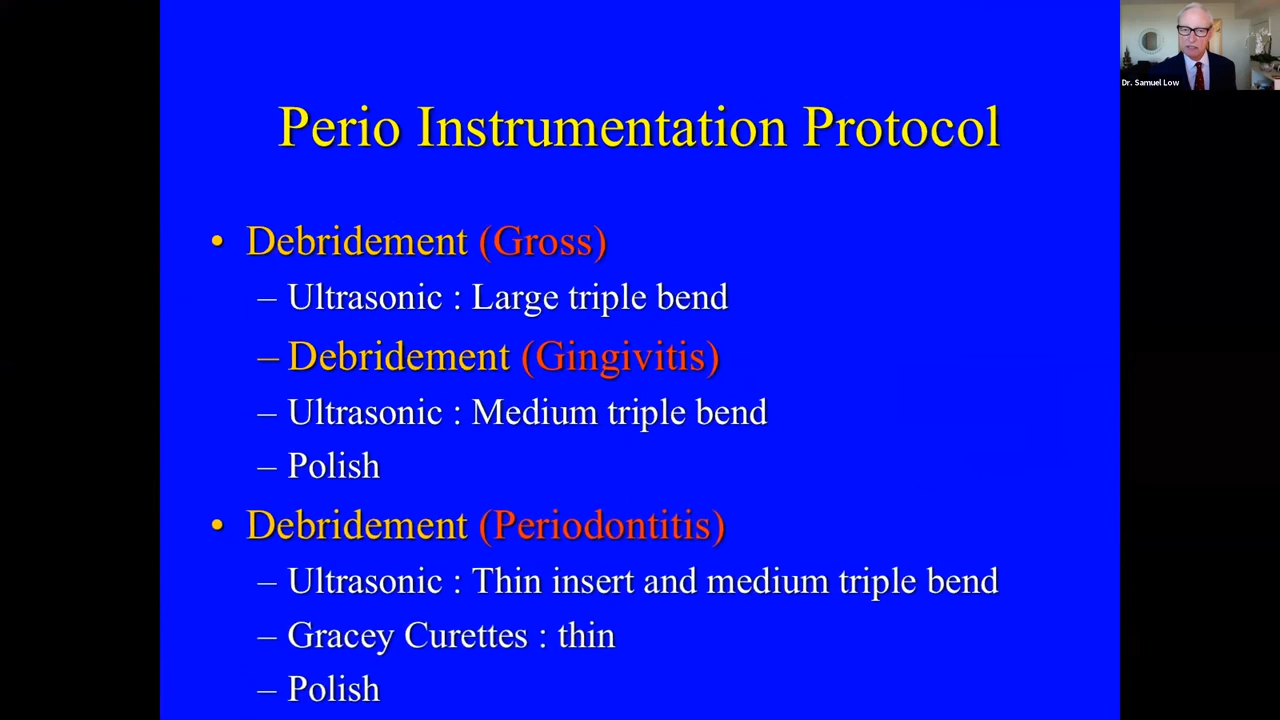 Dr. Samuel Low
Perio Instrumentation Protocol
• Debridement (Gross)
– Ultrasonic : Large triple bend
– Debridement (Gingivitis)
– Ultrasonic : Medium triple bend
– Polish
• Debridement (Periodontitis)
– Ultrasonic : Thin insert and medium triple bend
– Gracey Curettes : thin
– Polish